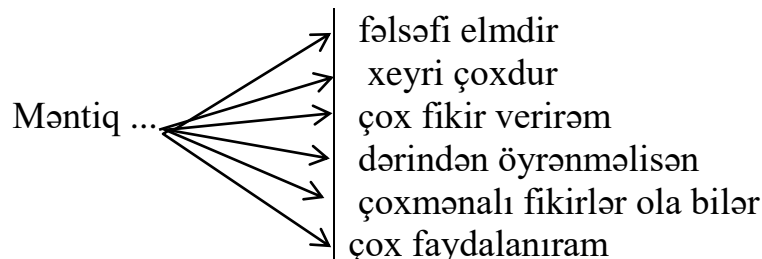 fəlsəfi elmdir
xeyri çoxdur
Məntiq ...
çox fikir verirəm
dərindən öyrənməlisən
çoxmənalı fikirlər ola bilər
çox faydalanıram